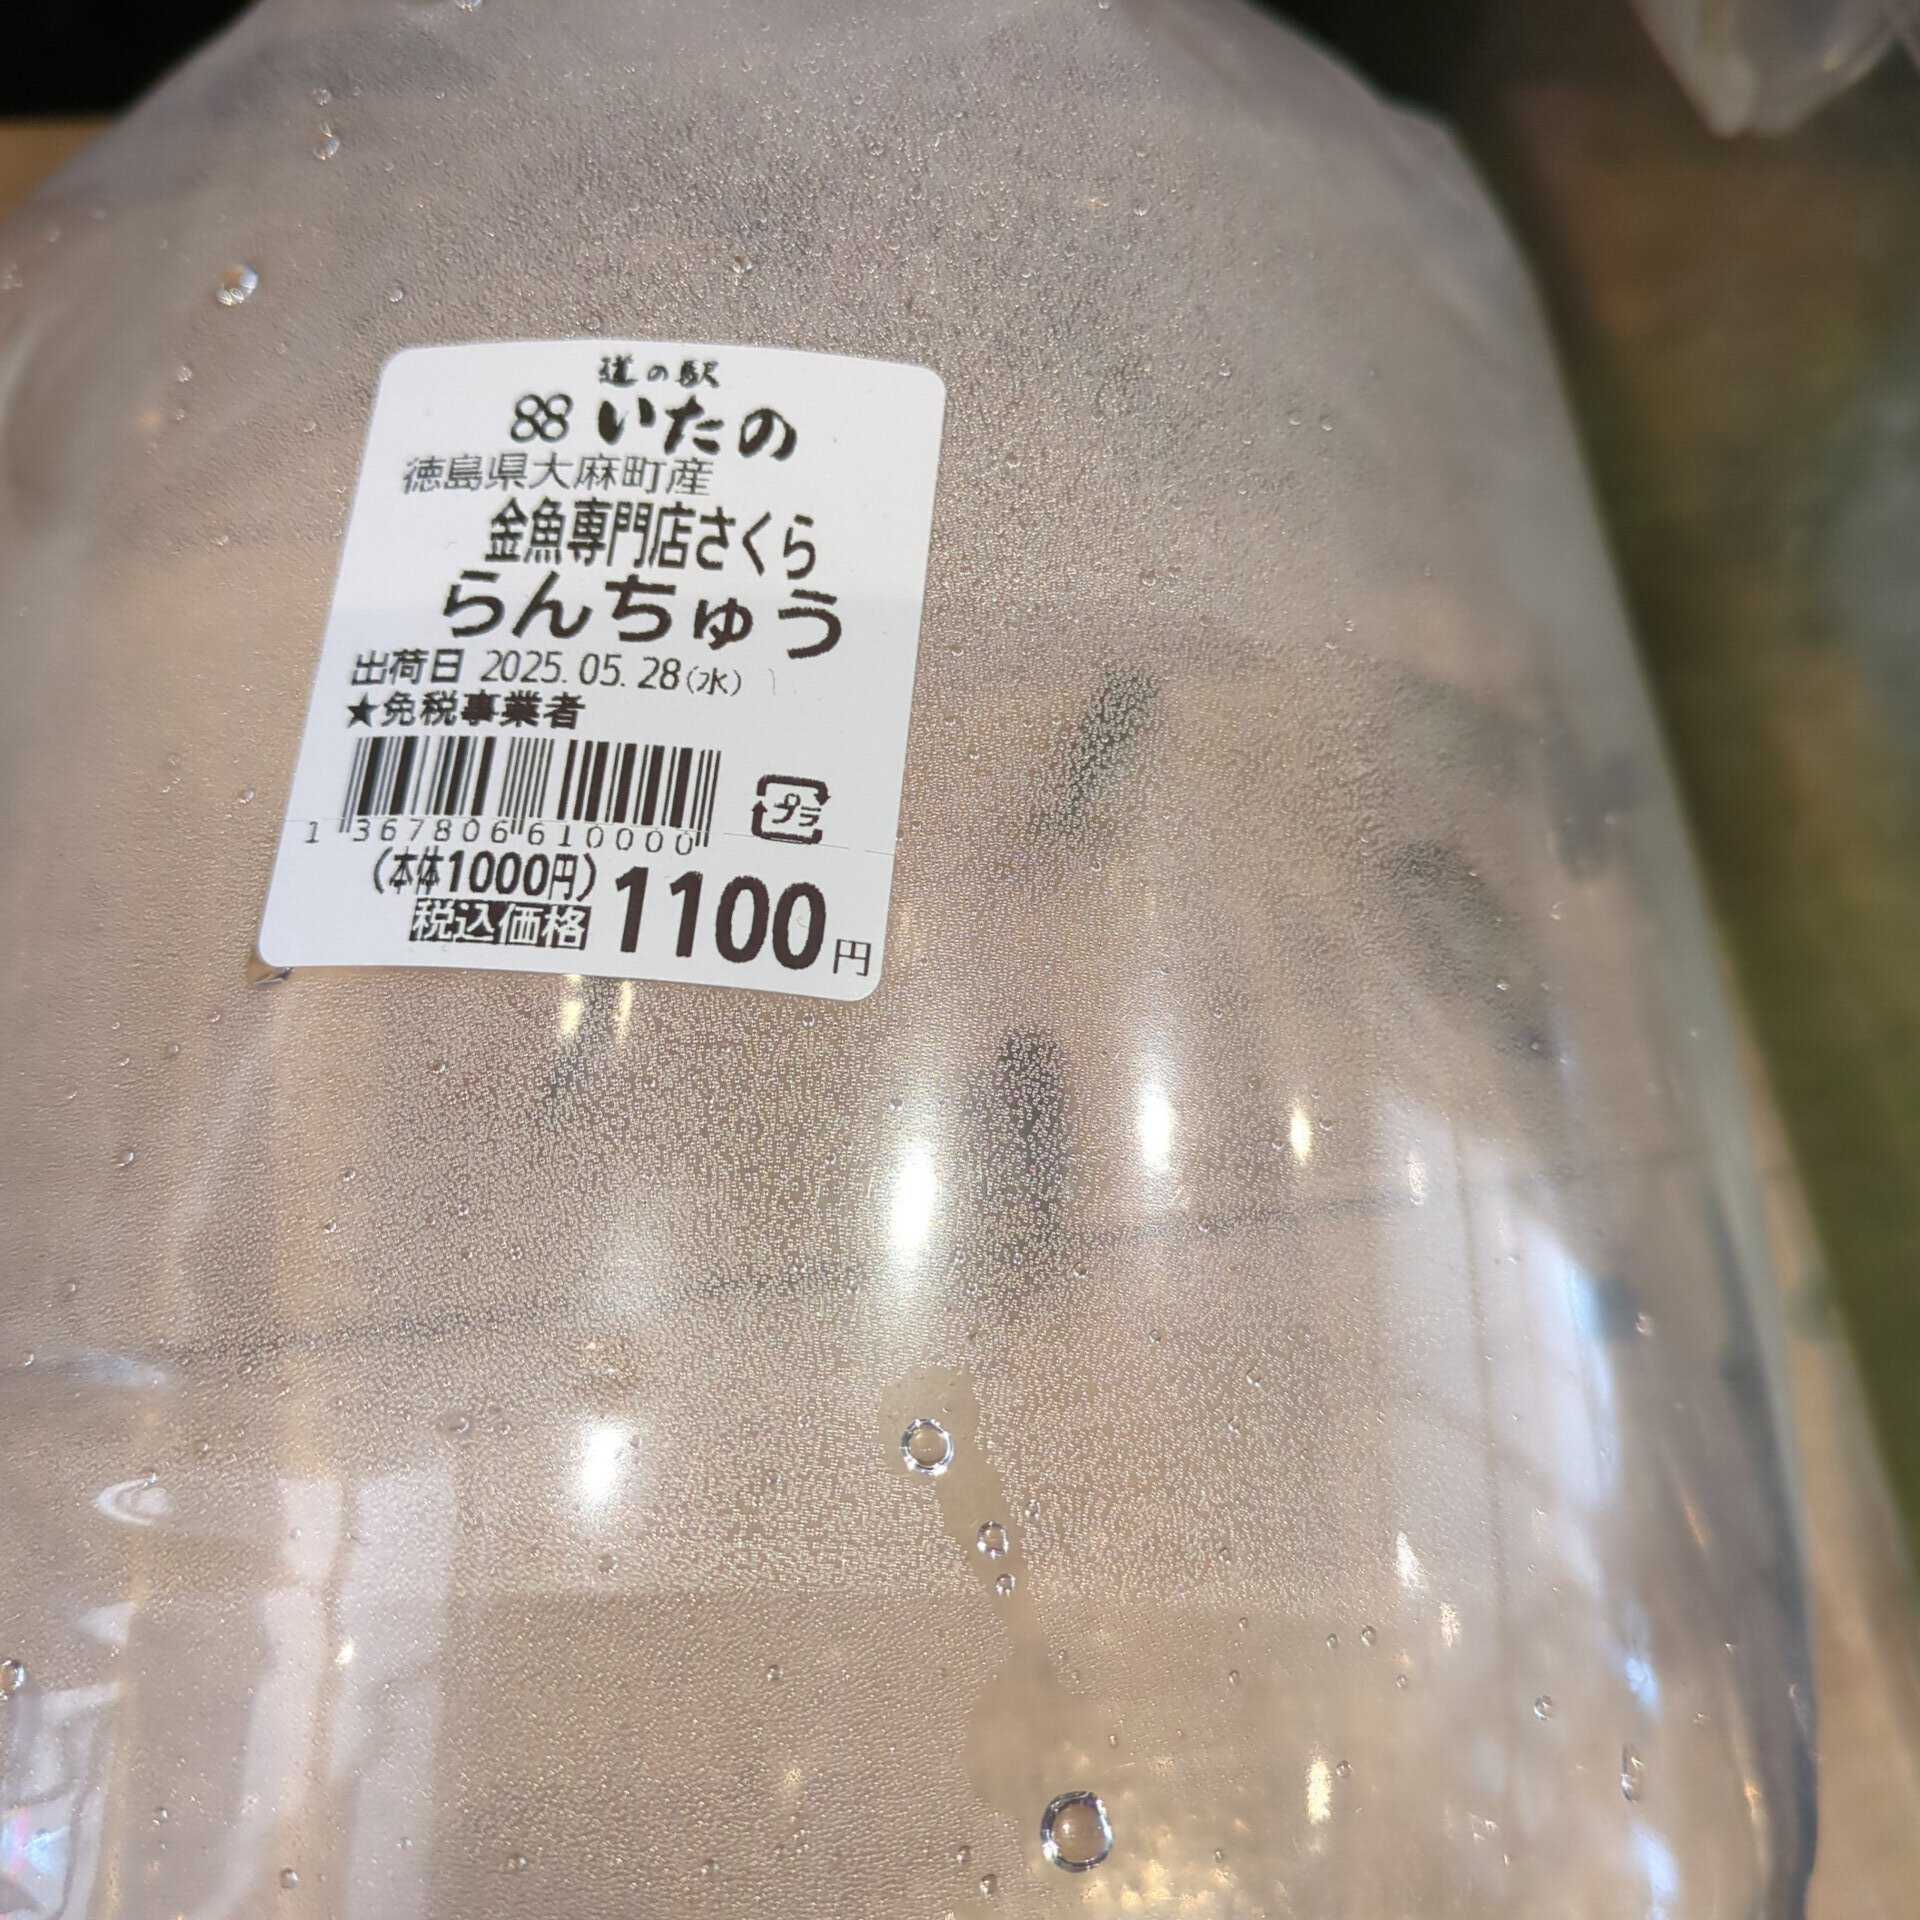 道の駅
88 いたの
徳島県大麻町産
金魚専門店さくら
らんちゅう
出荷日 2025.05.28(水)
★免税事業者
プラ
1 367806 610000
(本体1000円)
税込価格 1100円